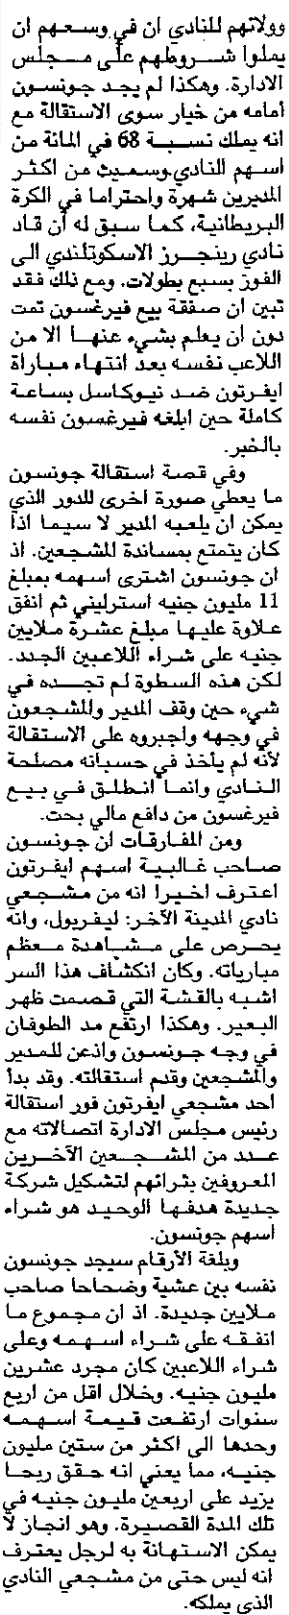 وولائهم للنادي ان في وسعهم ان
يملوا شروطهم على مجلس
الادارة. وهكذا لم يجد جونسون
أمامه من خيار سوى الاستقالة مع
انه يملك نسبة 68 في المائة من
اسهم النادي. وسميث من اكثر
المديرين شهرة واحتراما في الكرة
البريطانية، كما سبق له أن قاد
نادي رينجرز الاسكوتلندي الى
الفوز بسبع بطولات. ومع ذلك فقد
تبين ان صفقة بيع فيرغسون تمت
دون ان يعلم بشيء عنها الا من
اللاعب نفسه بعد انتهاء مباراة
ايفرتون ضد نيوكاسل بساعة
كاملة حين ابلغه فيرغسون نفسه
بالخبر.
وفي قصة استقالة جونسون
ما يعطي صورة اخرى للدور الذي
يمكن ان يلعبه المدير لا سيما اذا
كان يتمتع بمساندة المشجعين. اذ
ان جونسون اشترى اسهمه بمبلغ
11 مليون جنيه استرليني ثم انفق
علاوة عليها مبلغ عشرة ملايين
جنيه على شراء اللاعبين الجدد.
لكن هذه السطوة لم تجده في
شيء حين وقف المدير والمشجعون
في وجهه واجبروه على الاستقالة
لأنه لم يأخذ في حسبانه مصلحة
النادي وانما انطلق في بيع
فيرغسون من دافع مالي بحت.
ومن المفارقات ان جونسون
صاحب غالبية اسهم ايفرتون
اعترف اخيرا انه من مشجعي
نادي المدينة الآخر: ليفربول، وانه
يحرص على مشاهدة معظم
مبارياته. وكان انكشاف هذا السر
اشبه بالقشة التي قصمت ظهر
البعير. وهكذا ارتفع مد الطوفان
في وجه جونسون واذعن للمدير
والمشجعين وقدم استقالته. وقد بدأ
احد مشجعي ايفرتون فور استقالة
رئيس مجلس الادارة اتصالاته مع
عدد من المشجعين الآخرين
المعروفين بثرائهم لتشكيل شركة
جديدة هدفها الوحيد هو شراء
اسهم جونسون.
وبلغة الأرقام سيجد جونسون
نفسه بين عشية وضحاها صاحب
ملايين جديدة. اذ ان مجموع ما
انفقه على شراء اسهمه وعلى
شراء اللاعبين كان مجرد عشرين
مليون جنيه. وخلال اقل من اربع
سنوات ارتفعت قيمة اسهمه
وحدها الى اكثر من ستين مليون
جنيه، مما يعني انه حقق ربحا
يزيد على اربعين مليون جنيه في
تلك المدة القصيرة. وهو انجاز لا
يمكن الاستهانة به لرجل يعترف
انه ليس حتى من مشجعي النادي
الذي يملكه.